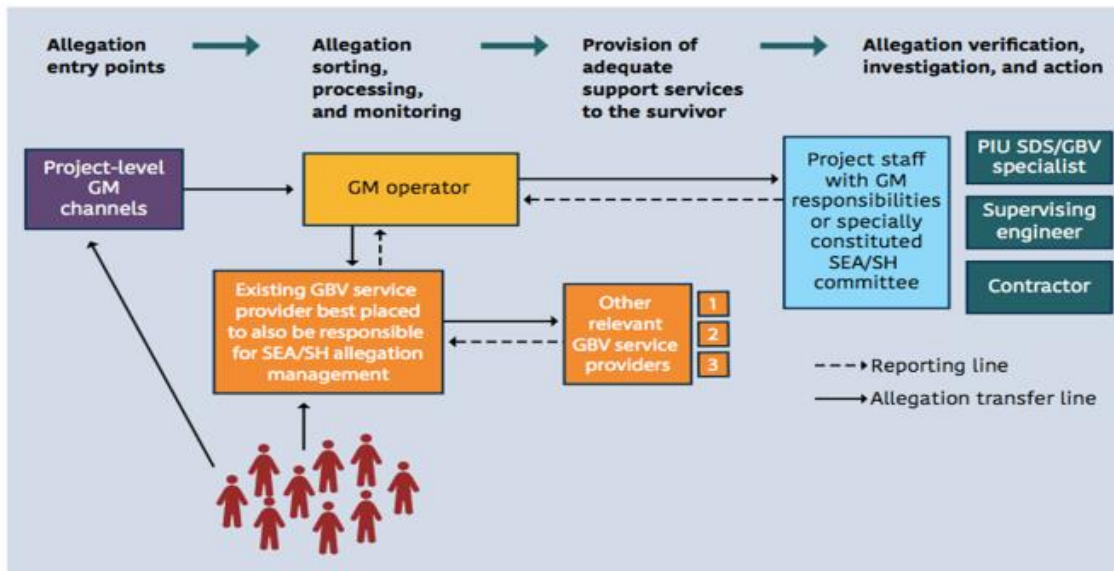 Allegation
entry points
Allegation
sorting,
processing,
and monitoring
Provision of
adequate
support services
to the survivor
Allegation verification,
investigation, and action
Project-level
GM
channels
GM operator
Project staff
with GM
responsibilities
or specially
constituted
SEA/SH
committee
PIU SDS/GBV
specialist
Supervising
engineer
Contractor
Existing GBV service
provider best placed
to also be responsible
for SEA/SH allegation
management
Other
relevant
GBV service
providers
1
2
3
Reporting line
Allegation transfer line